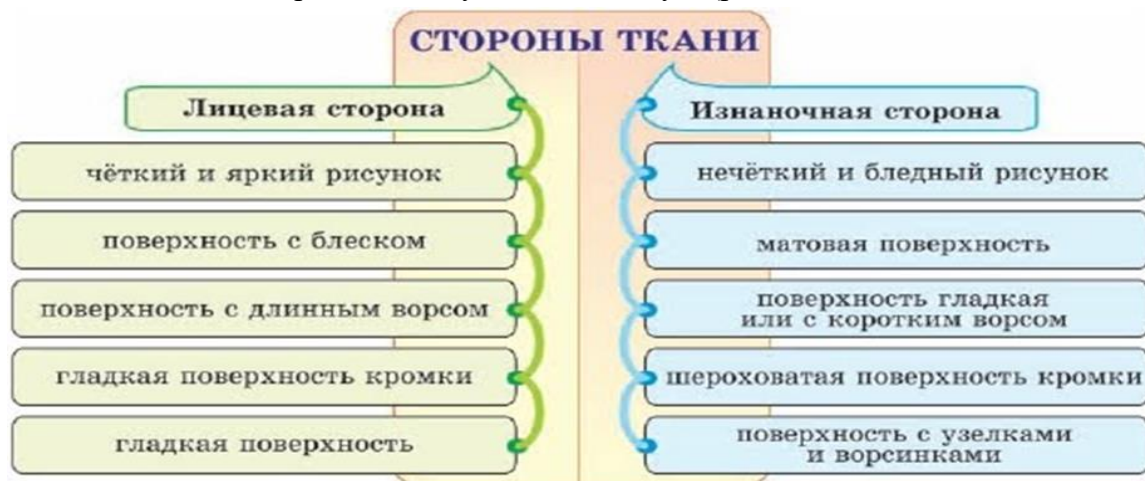 СТОРОНЫ ТКАНИ
Лицевая сторона
чёткий и яркий рисунок
поверхность с блеском
поверхность с длинным ворсом
гладкая поверхность кромки
гладкая поверхность
Изнаночная сторона
нечёткий и бледный рисунок
матовая поверхность
поверхность гладкая
или с коротким ворсом
шероховатая поверхность кромки
поверхность с узелками
и ворсинками